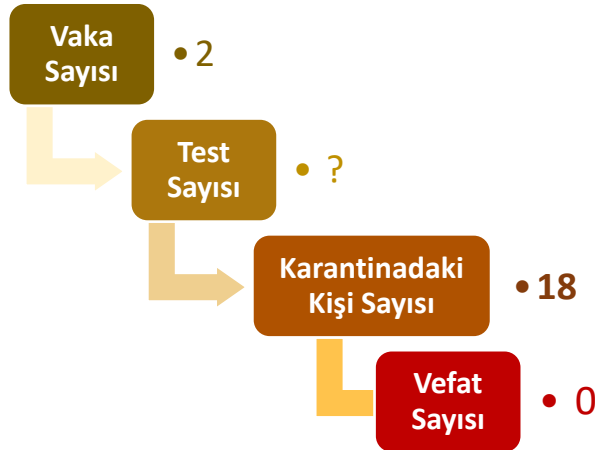 Vaka
Sayısı
• 2
Test
Sayısı
• ?
Karantinadaki
Kişi Sayısı
• 18
Vefat
Sayısı
• 0